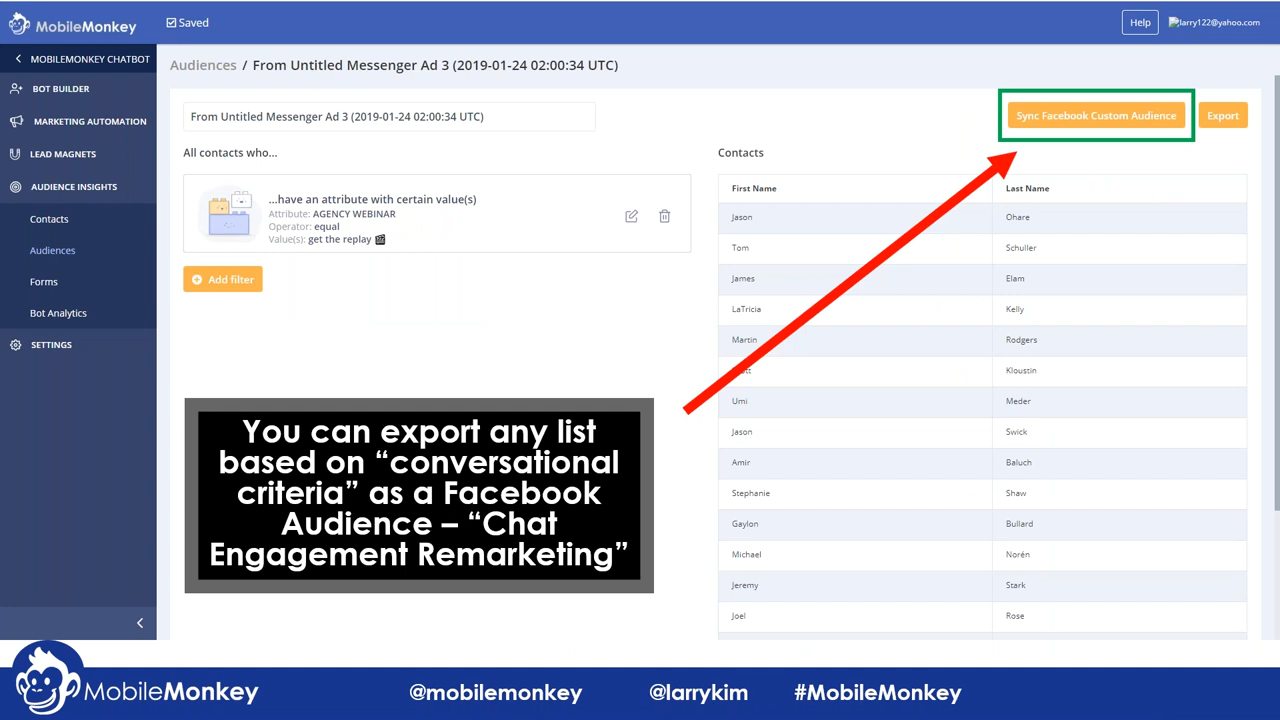 MobileMonkey
Saved
Help
larry122@yahoo.com
MOBILEMONKEY CHATBOT
BOT BUILDER
MARKETING AUTOMATION
LEAD MAGNETS
AUDIENCE INSIGHTS
Contacts
Audiences
Forms
Bot Analytics
SETTINGS
Audiences / From Untitled Messenger Ad 3 (2019-01-24 02:00:34 UTC)
From Untitled Messenger Ad 3 (2019-01-24 02:00:34 UTC)
Sync Facebook Custom Audience
Export
All contacts who...
...have an attribute with certain value(s)
Attribute: AGENCY WEBINAR
Operator: equal
Value(s): get the replay 🎬
Add filter
Contacts
First Name Last Name
Jason Ohare
Tom Schuller
James Elam
LaTricia Kelly
Martin Rodgers
Kloustin
Umi Meder
Jason Swick
Amir Baluch
Stephanie Shaw
Gaylon Bullard
Michael Norén
Jeremy Stark
Joel Rose
You can export any list
based on “conversational
criteria” as a Facebook
Audience – “Chat
Engagement Remarketing”
MobileMonkey
@mobilemonkey
@larrykim
#MobileMonkey